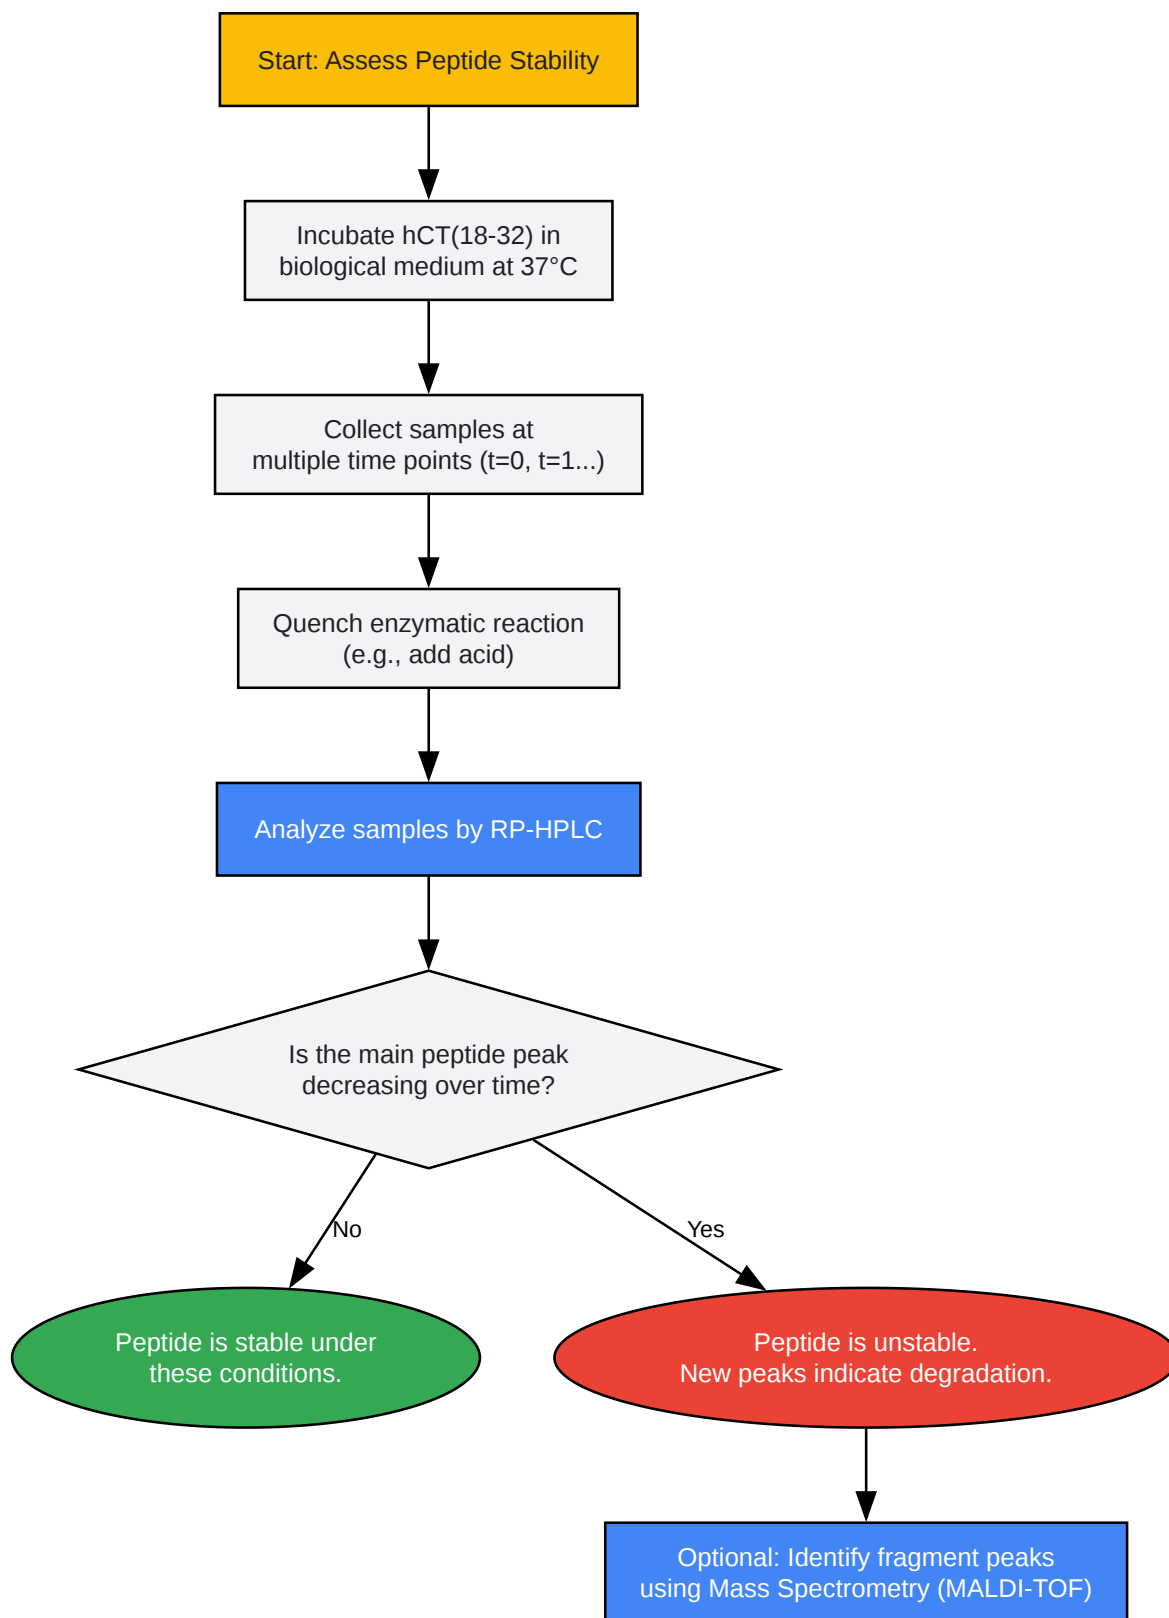 Start: Assess Peptide Stability
Incubate hCT(18-32) in
biological medium at 37°C
Collect samples at
multiple time points (t=0, t=1...)
Quench enzymatic reaction
(e.g., add acid)
Analyze samples by RP-HPLC
Is the main peptide peak
decreasing over time?
No
Yes
Peptide is stable under
these conditions.
Peptide is unstable.
New peaks indicate degradation.
Optional: Identify fragment peaks
using Mass Spectrometry (MALDI-TOF)